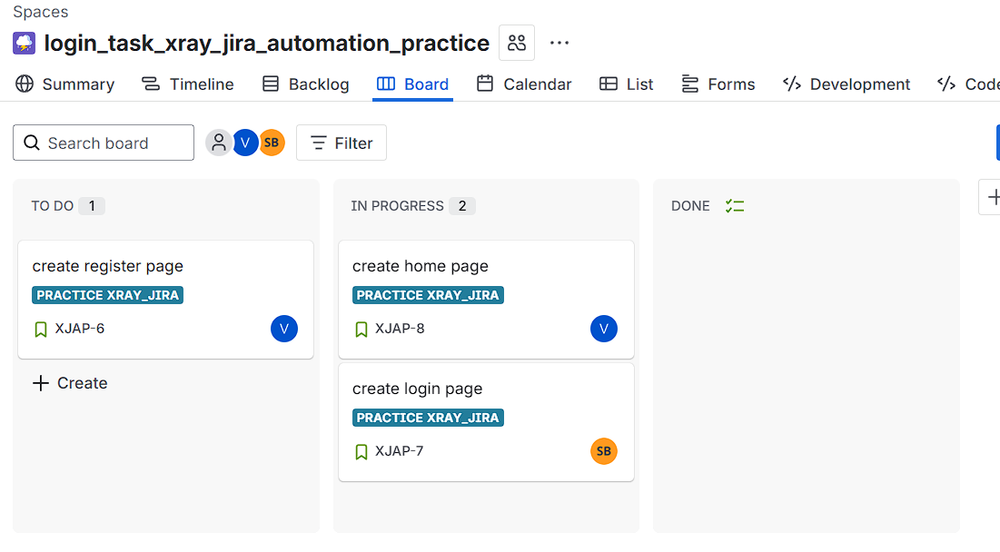 Spaces
login_task_xray_jira_automation_practice
Summary Timeline Backlog Board Calendar List Forms Development Code
Search board V SB Filter
TO DO 1
create register page
PRACTICE XRAY_JIRA
XJAP-6 V
Create
IN PROGRESS 2
create home page
PRACTICE XRAY_JIRA
XJAP-8 V
create login page
PRACTICE XRAY_JIRA
XJAP-7 SB
DONE